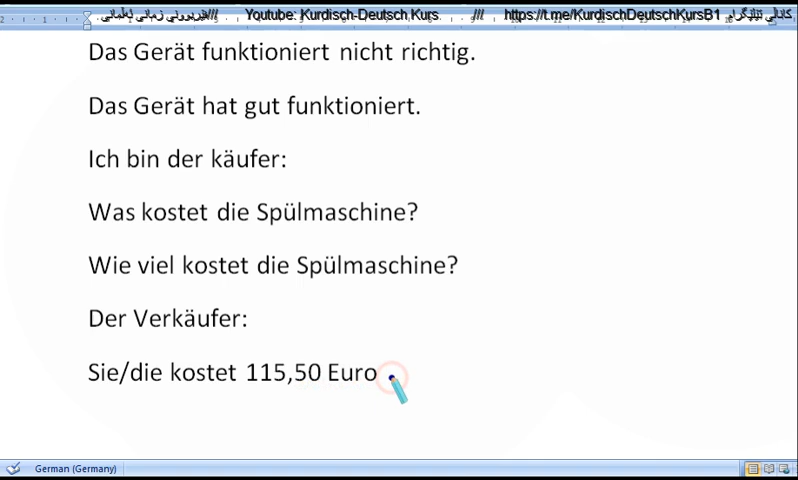 Youtube: Kurdisch-Deutsch Kurs /// https://t.me/KurdischDeutschKursB1
Das Gerät funktioniert nicht richtig.
Das Gerät hat gut funktioniert.
Ich bin der käufer:
Was kostet die Spülmaschine?
Wie viel kostet die Spülmaschine?
Der Verkäufer:
Sie/die kostet 115,50 Euro
German (Germany)